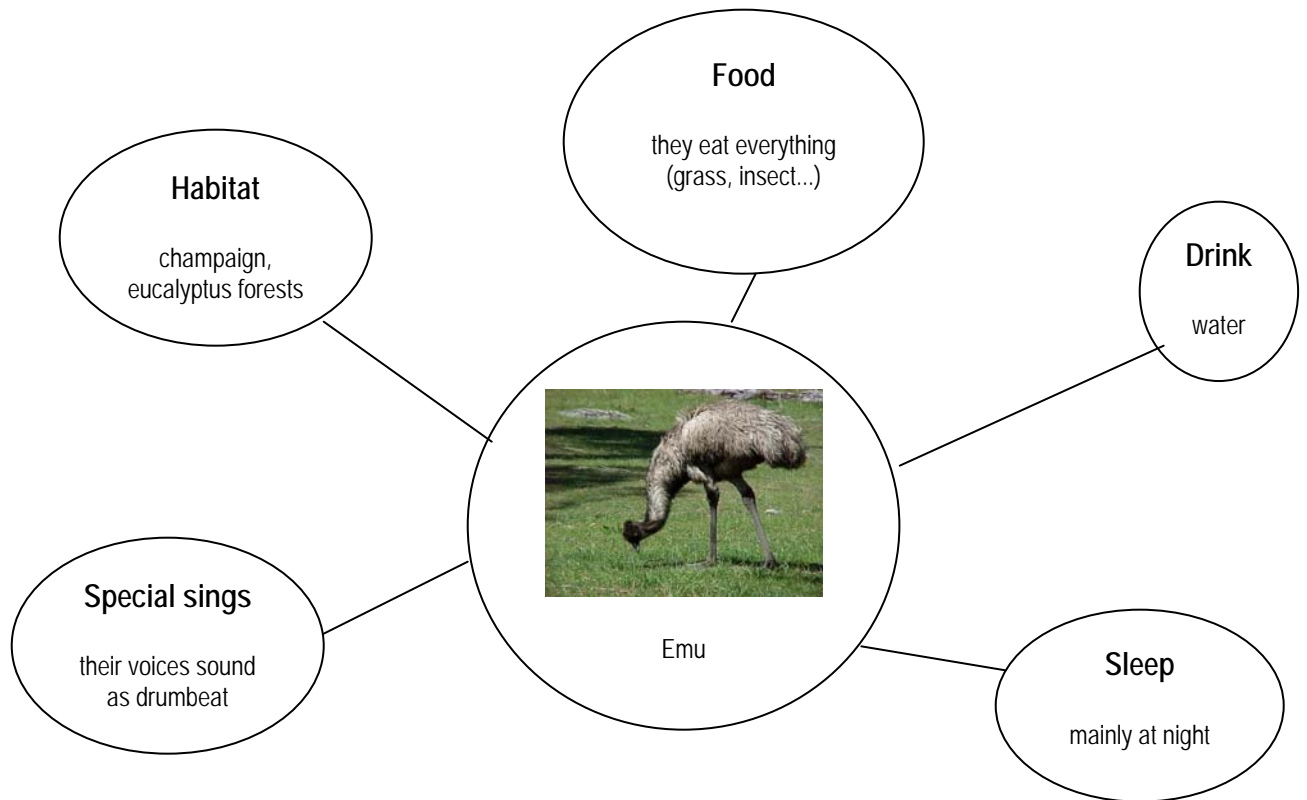 Food
they eat everything
(grass, insect...)
Habitat
champaign,
eucalyptus forests
Drink
water
Special sings
their voices sound
as drumbeat
Emu
Sleep
mainly at night